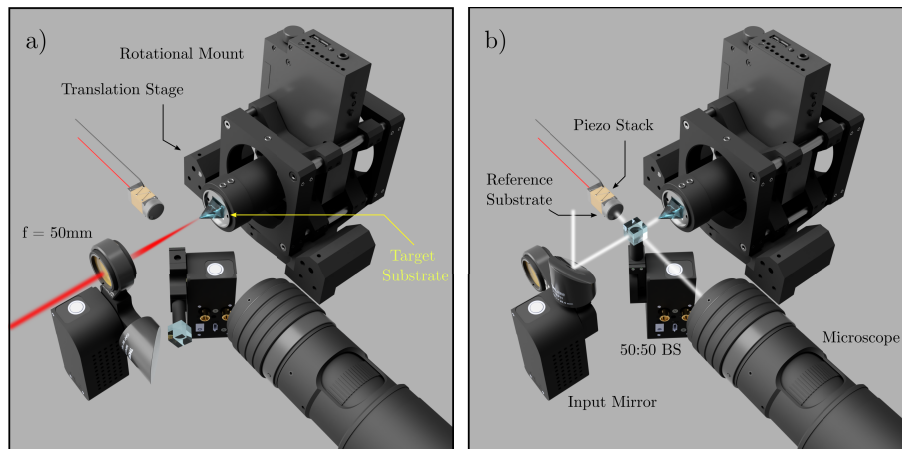 a)
Rotational Mount
Translation Stage
f = 50mm
Target
Substrate
b)
Piezo Stack
Reference
Substrate
50:50 BS
Microscope
Input Mirror